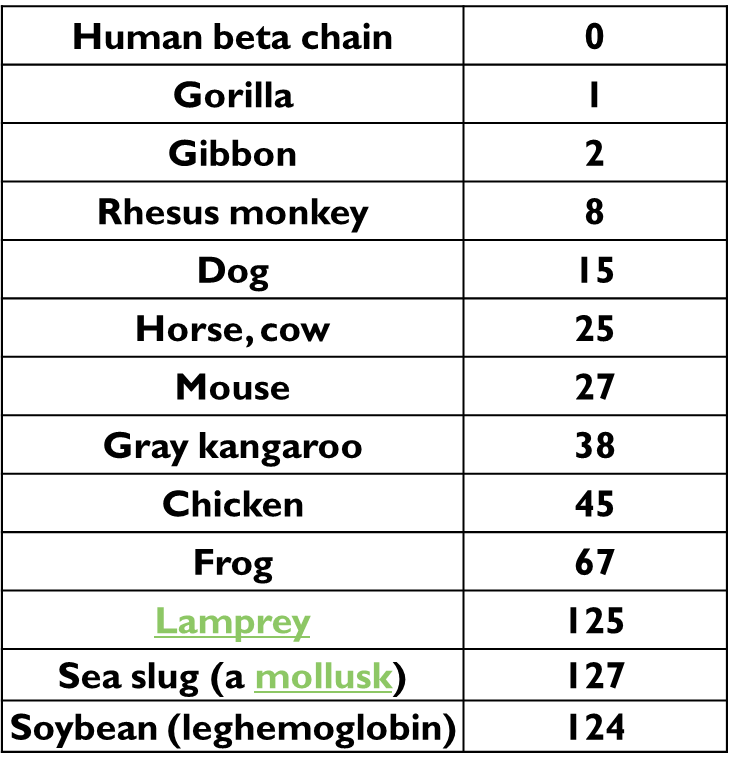 Human beta chain 0
Gorilla 1
Gibbon 2
Rhesus monkey 8
Dog 15
Horse, cow 25
Mouse 27
Gray kangaroo 38
Chicken 45
Frog 67
Lamprey 125
Sea slug (a mollusk) 127
Soybean (leghemoglobin) 124